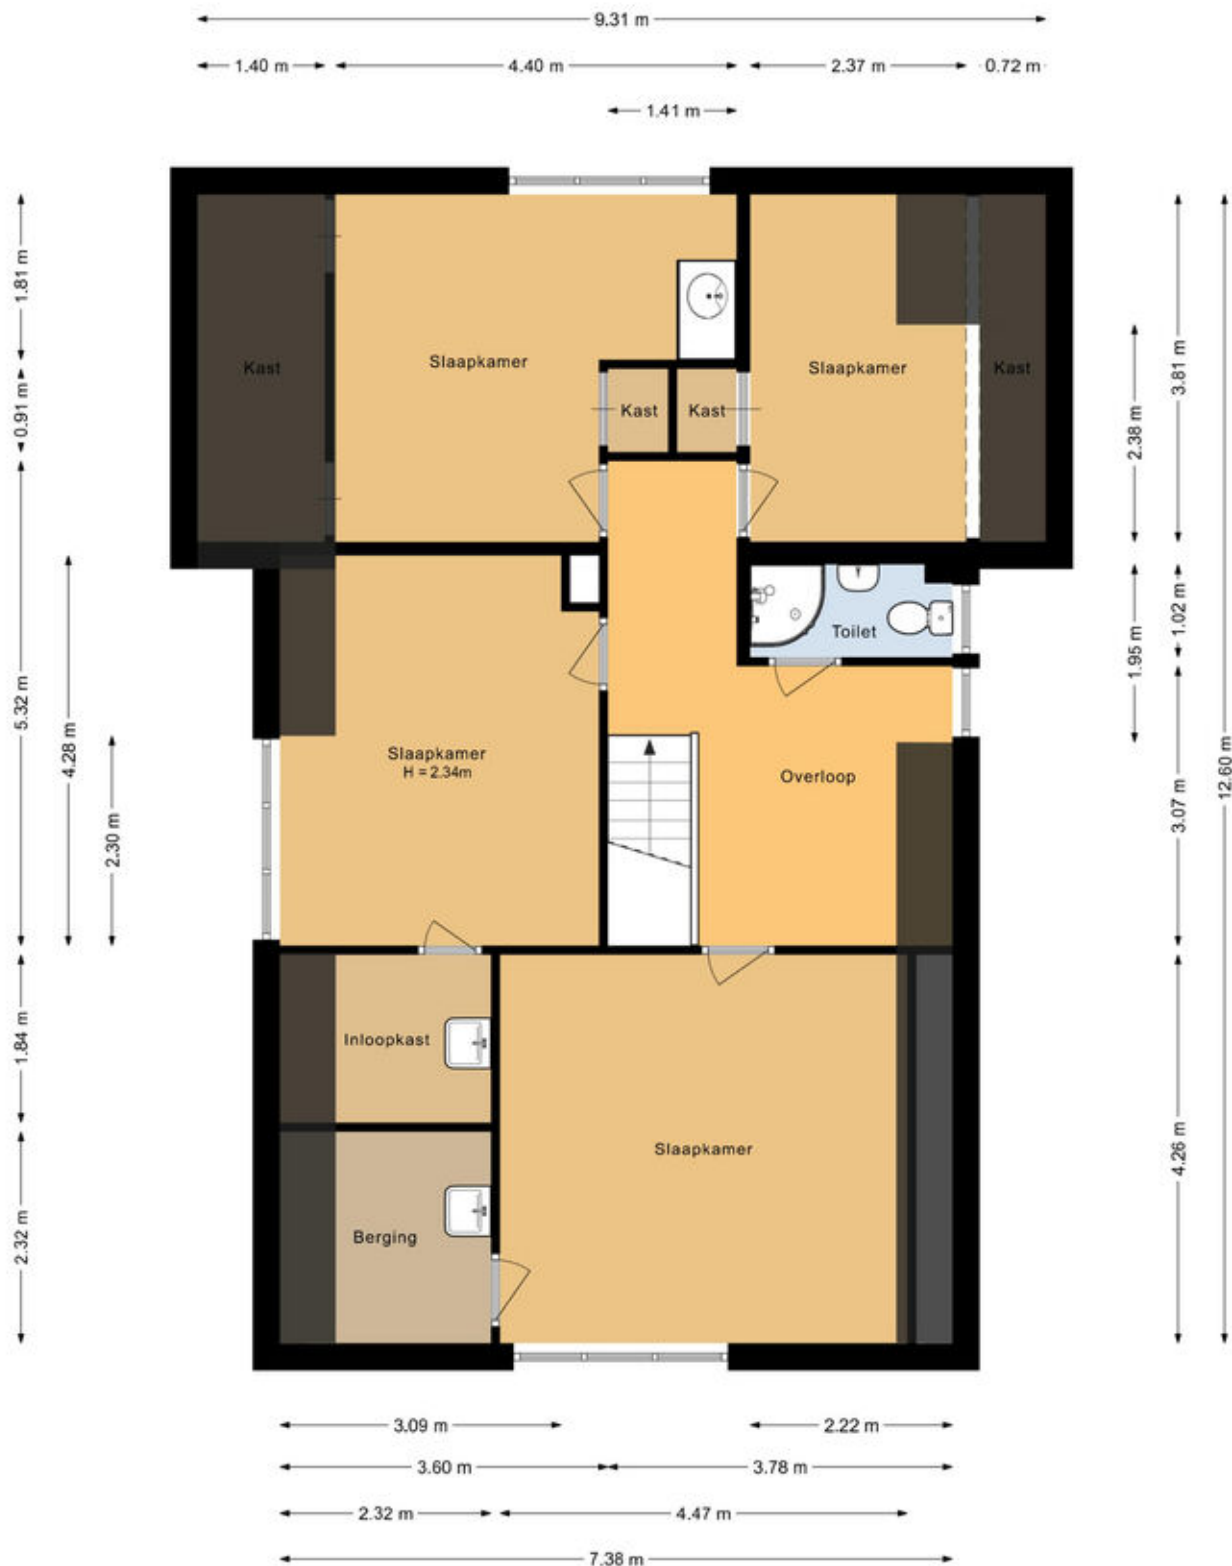 9.31 m
1.40 m
4.40 m
2.37 m
0.72 m
1.41 m
1.81 m
0.91 m
5.32 m
4.28 m
2.30 m
1.84 m
2.32 m
Kast
Slaapkamer
Slaapkamer
Kast
Kast
Kast
Toilet
Slaapkamer
H = 2.34m
Overloop
Inloopkast
Slaapkamer
Berging
3.81 m
2.38 m
1.02 m
1.95 m
3.07 m
12.60 m
4.26 m
3.09 m
2.22 m
3.60 m
3.78 m
2.32 m
4.47 m
7.38 m